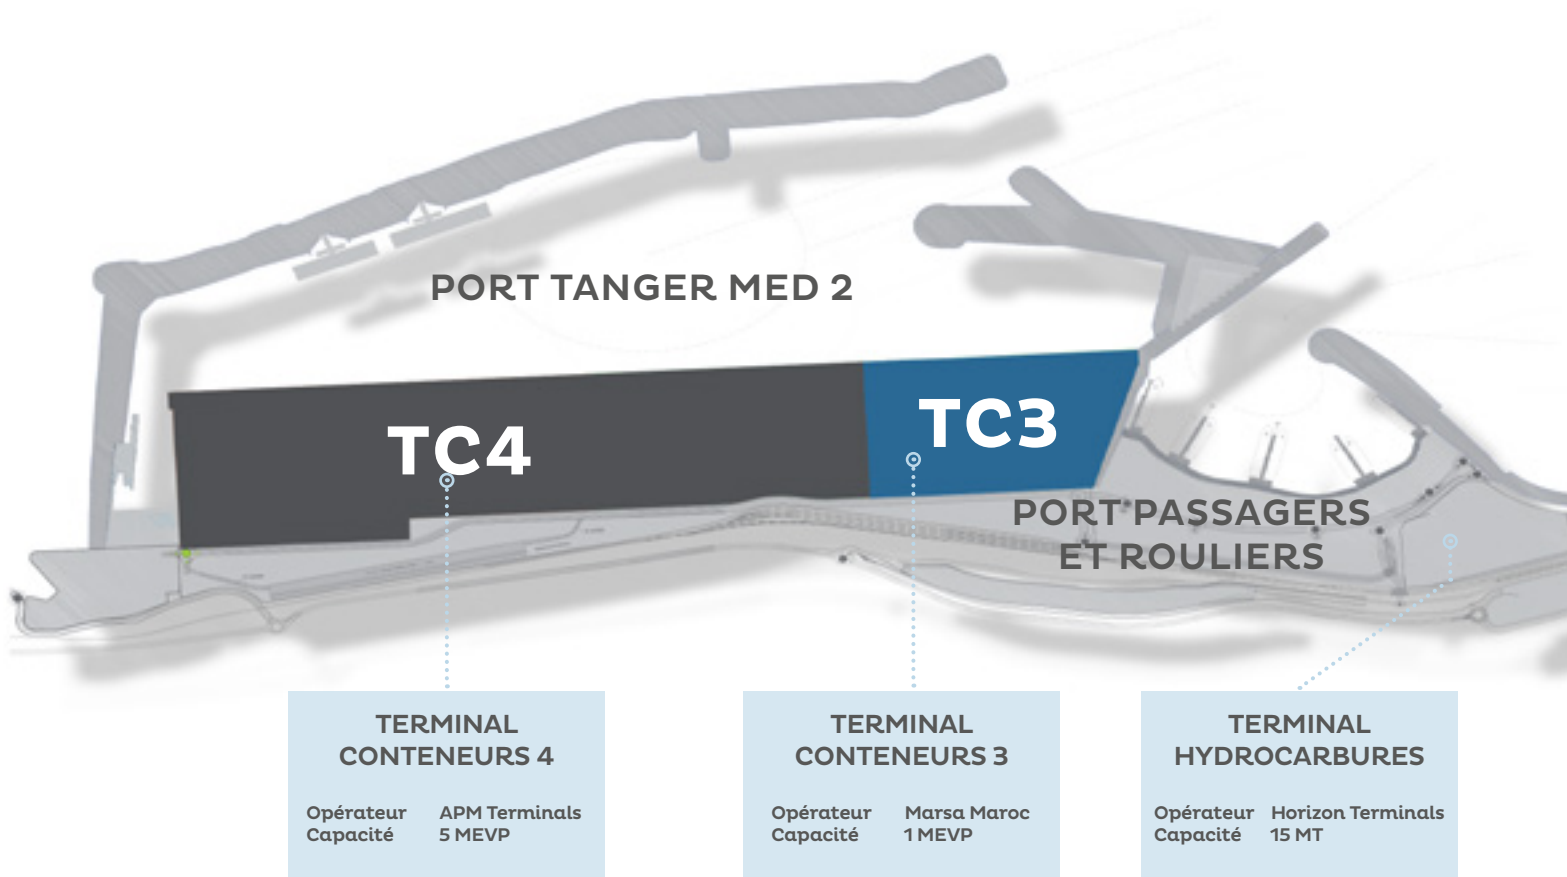 PORT TANGER MED 2
TC4
TC3
PORT PASSAGERS
ET ROULIERS
TERMINAL
CONTENEURS 4
Opérateur APM Terminals
Capacité 5 MEVP
TERMINAL
CONTENEURS 3
Opérateur Marsa Maroc
Capacité 1 MEVP
TERMINAL
HYDROCARBURES
Opérateur Horizon Terminals
Capacité 15 MT